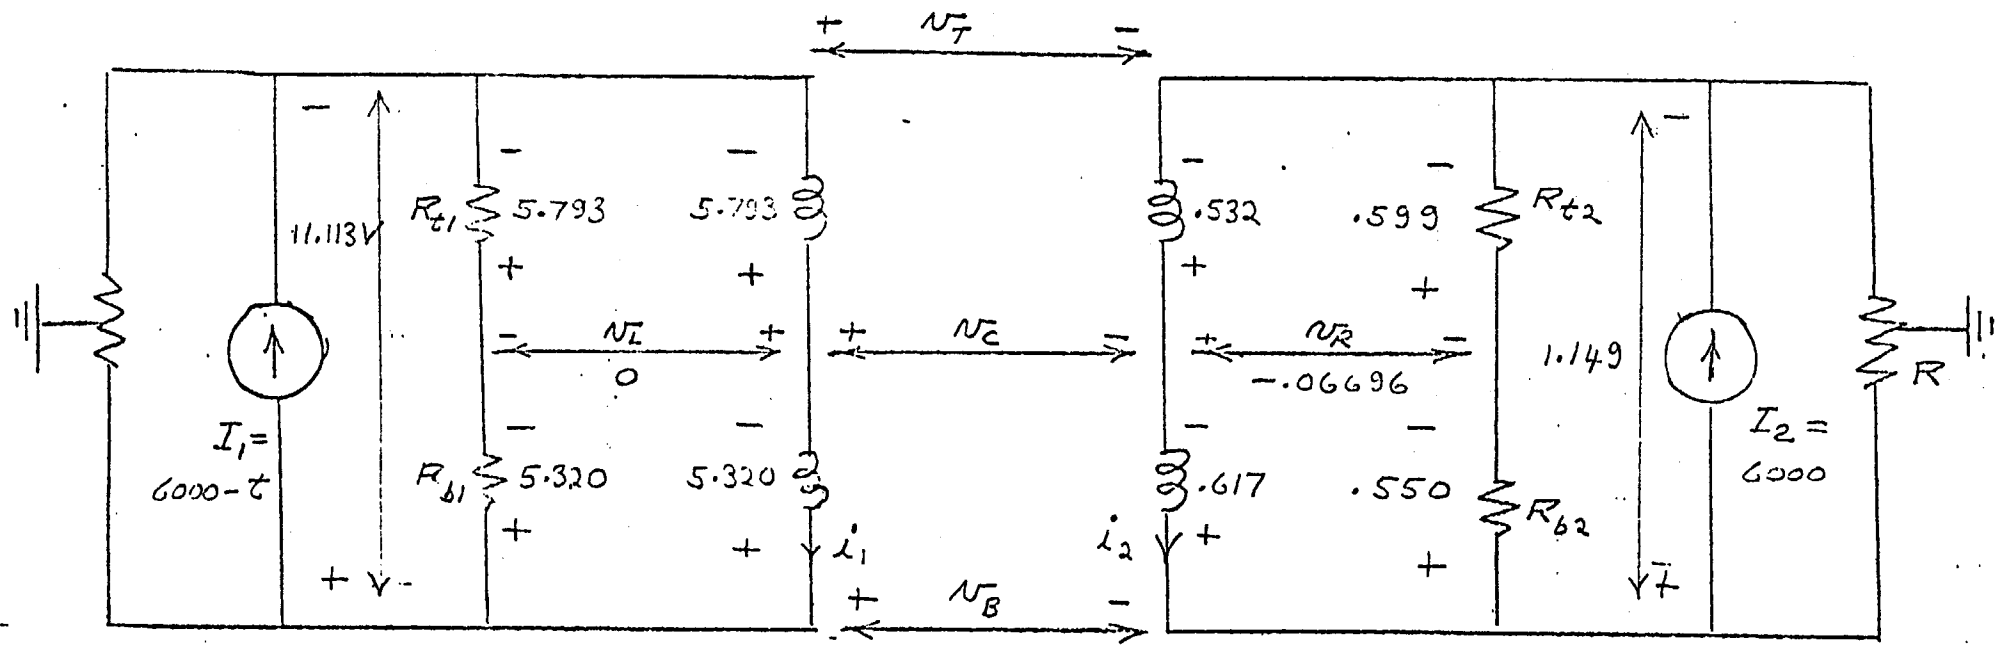 + v_T −
− −
− − − −
R_t1 5.793 5.793 .532 .599 R_t2
11.113V
+ + + +
− v_L + + v_C − + v_R −
0 −.06696 1.149 R
− − − −
I_1 = I_2 =
6000-t R_b1 5.320 5.320 .617 .550 R_b2 6000
+ + i_1 i_2 + +
+ + v_B − +